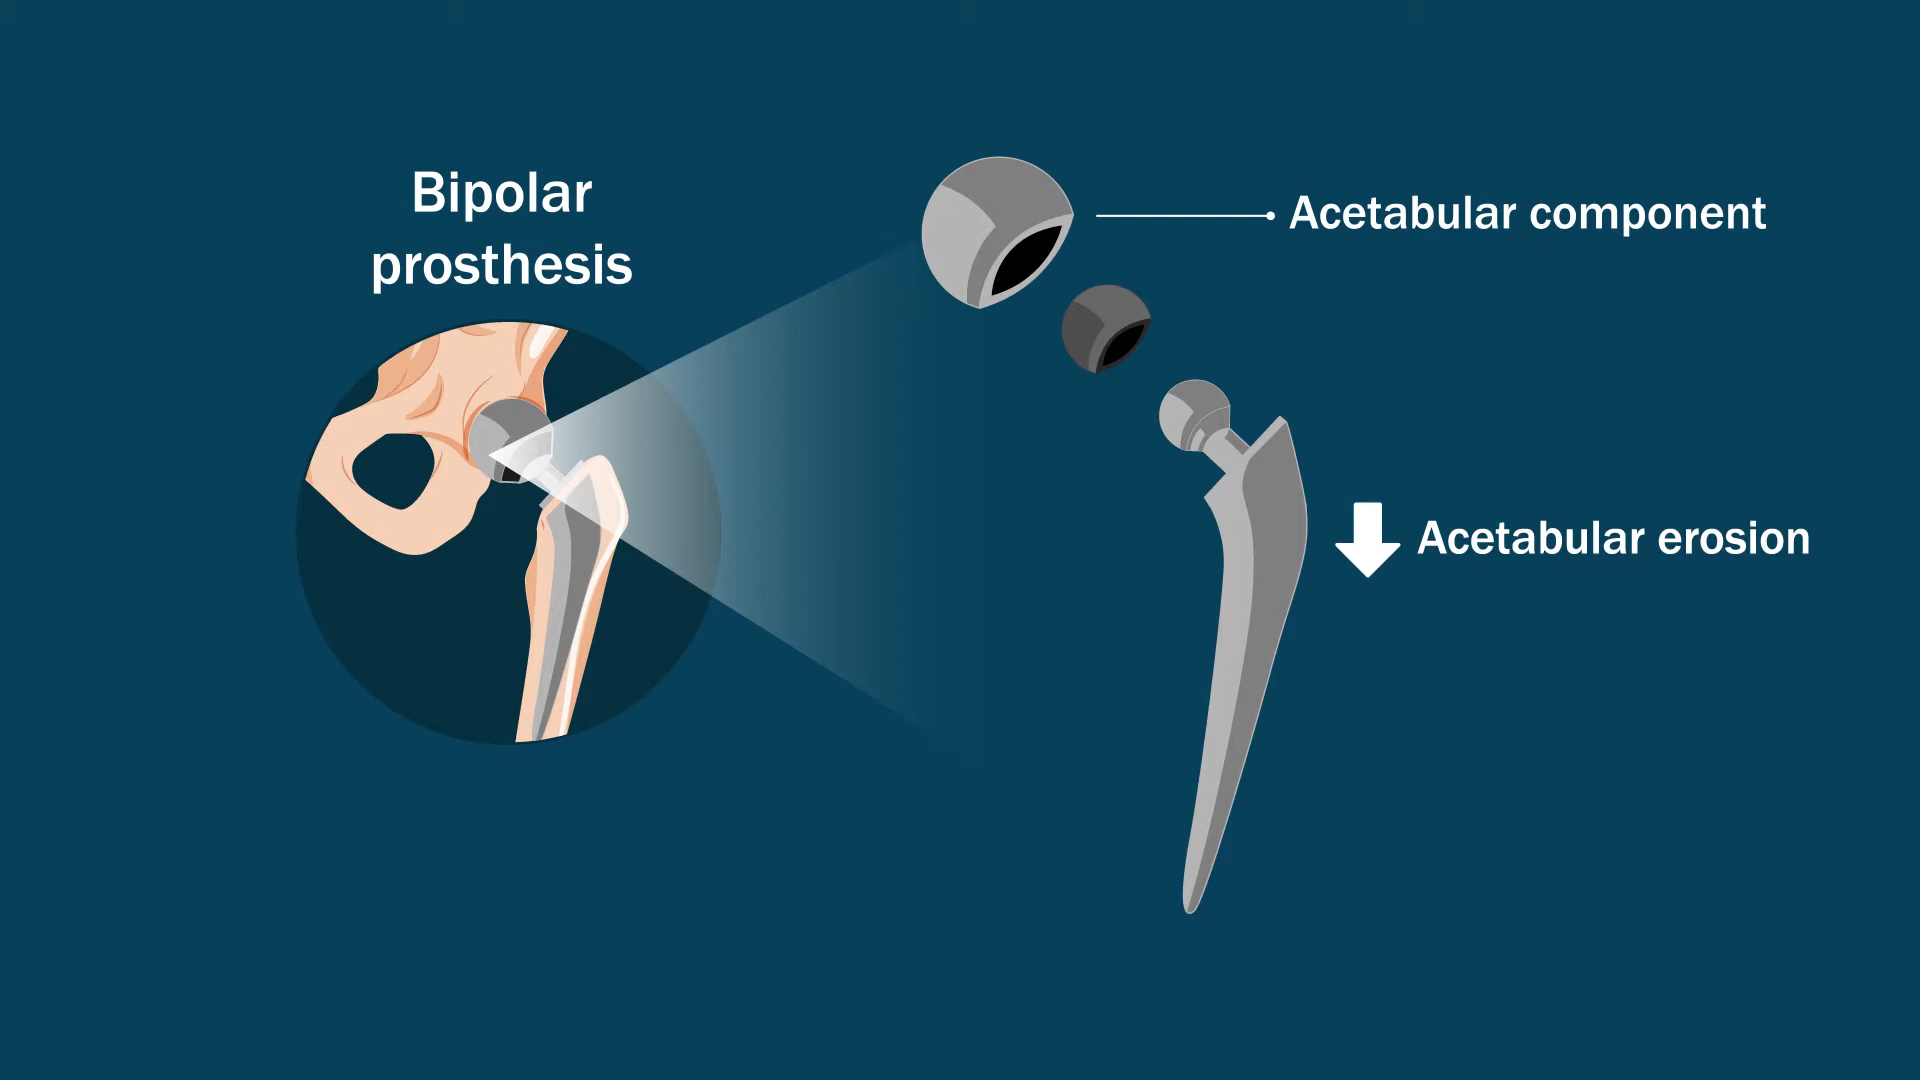 Bipolar
prosthesis
Acetabular component
Acetabular erosion